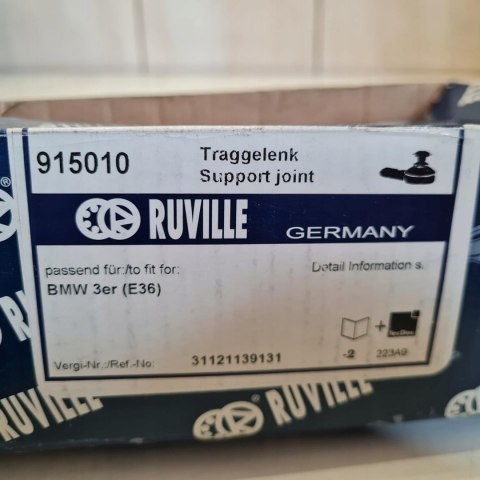 915010
Traggelenk
Support joint
RUVILLE
GERMANY
passend für:/to fit for:
BMW 3er (E36)
Detail Information s.
-2
+
223A9
Vergl-Nr.:/Ref.-No:
31121139131
RUVILLE
RUVILLE